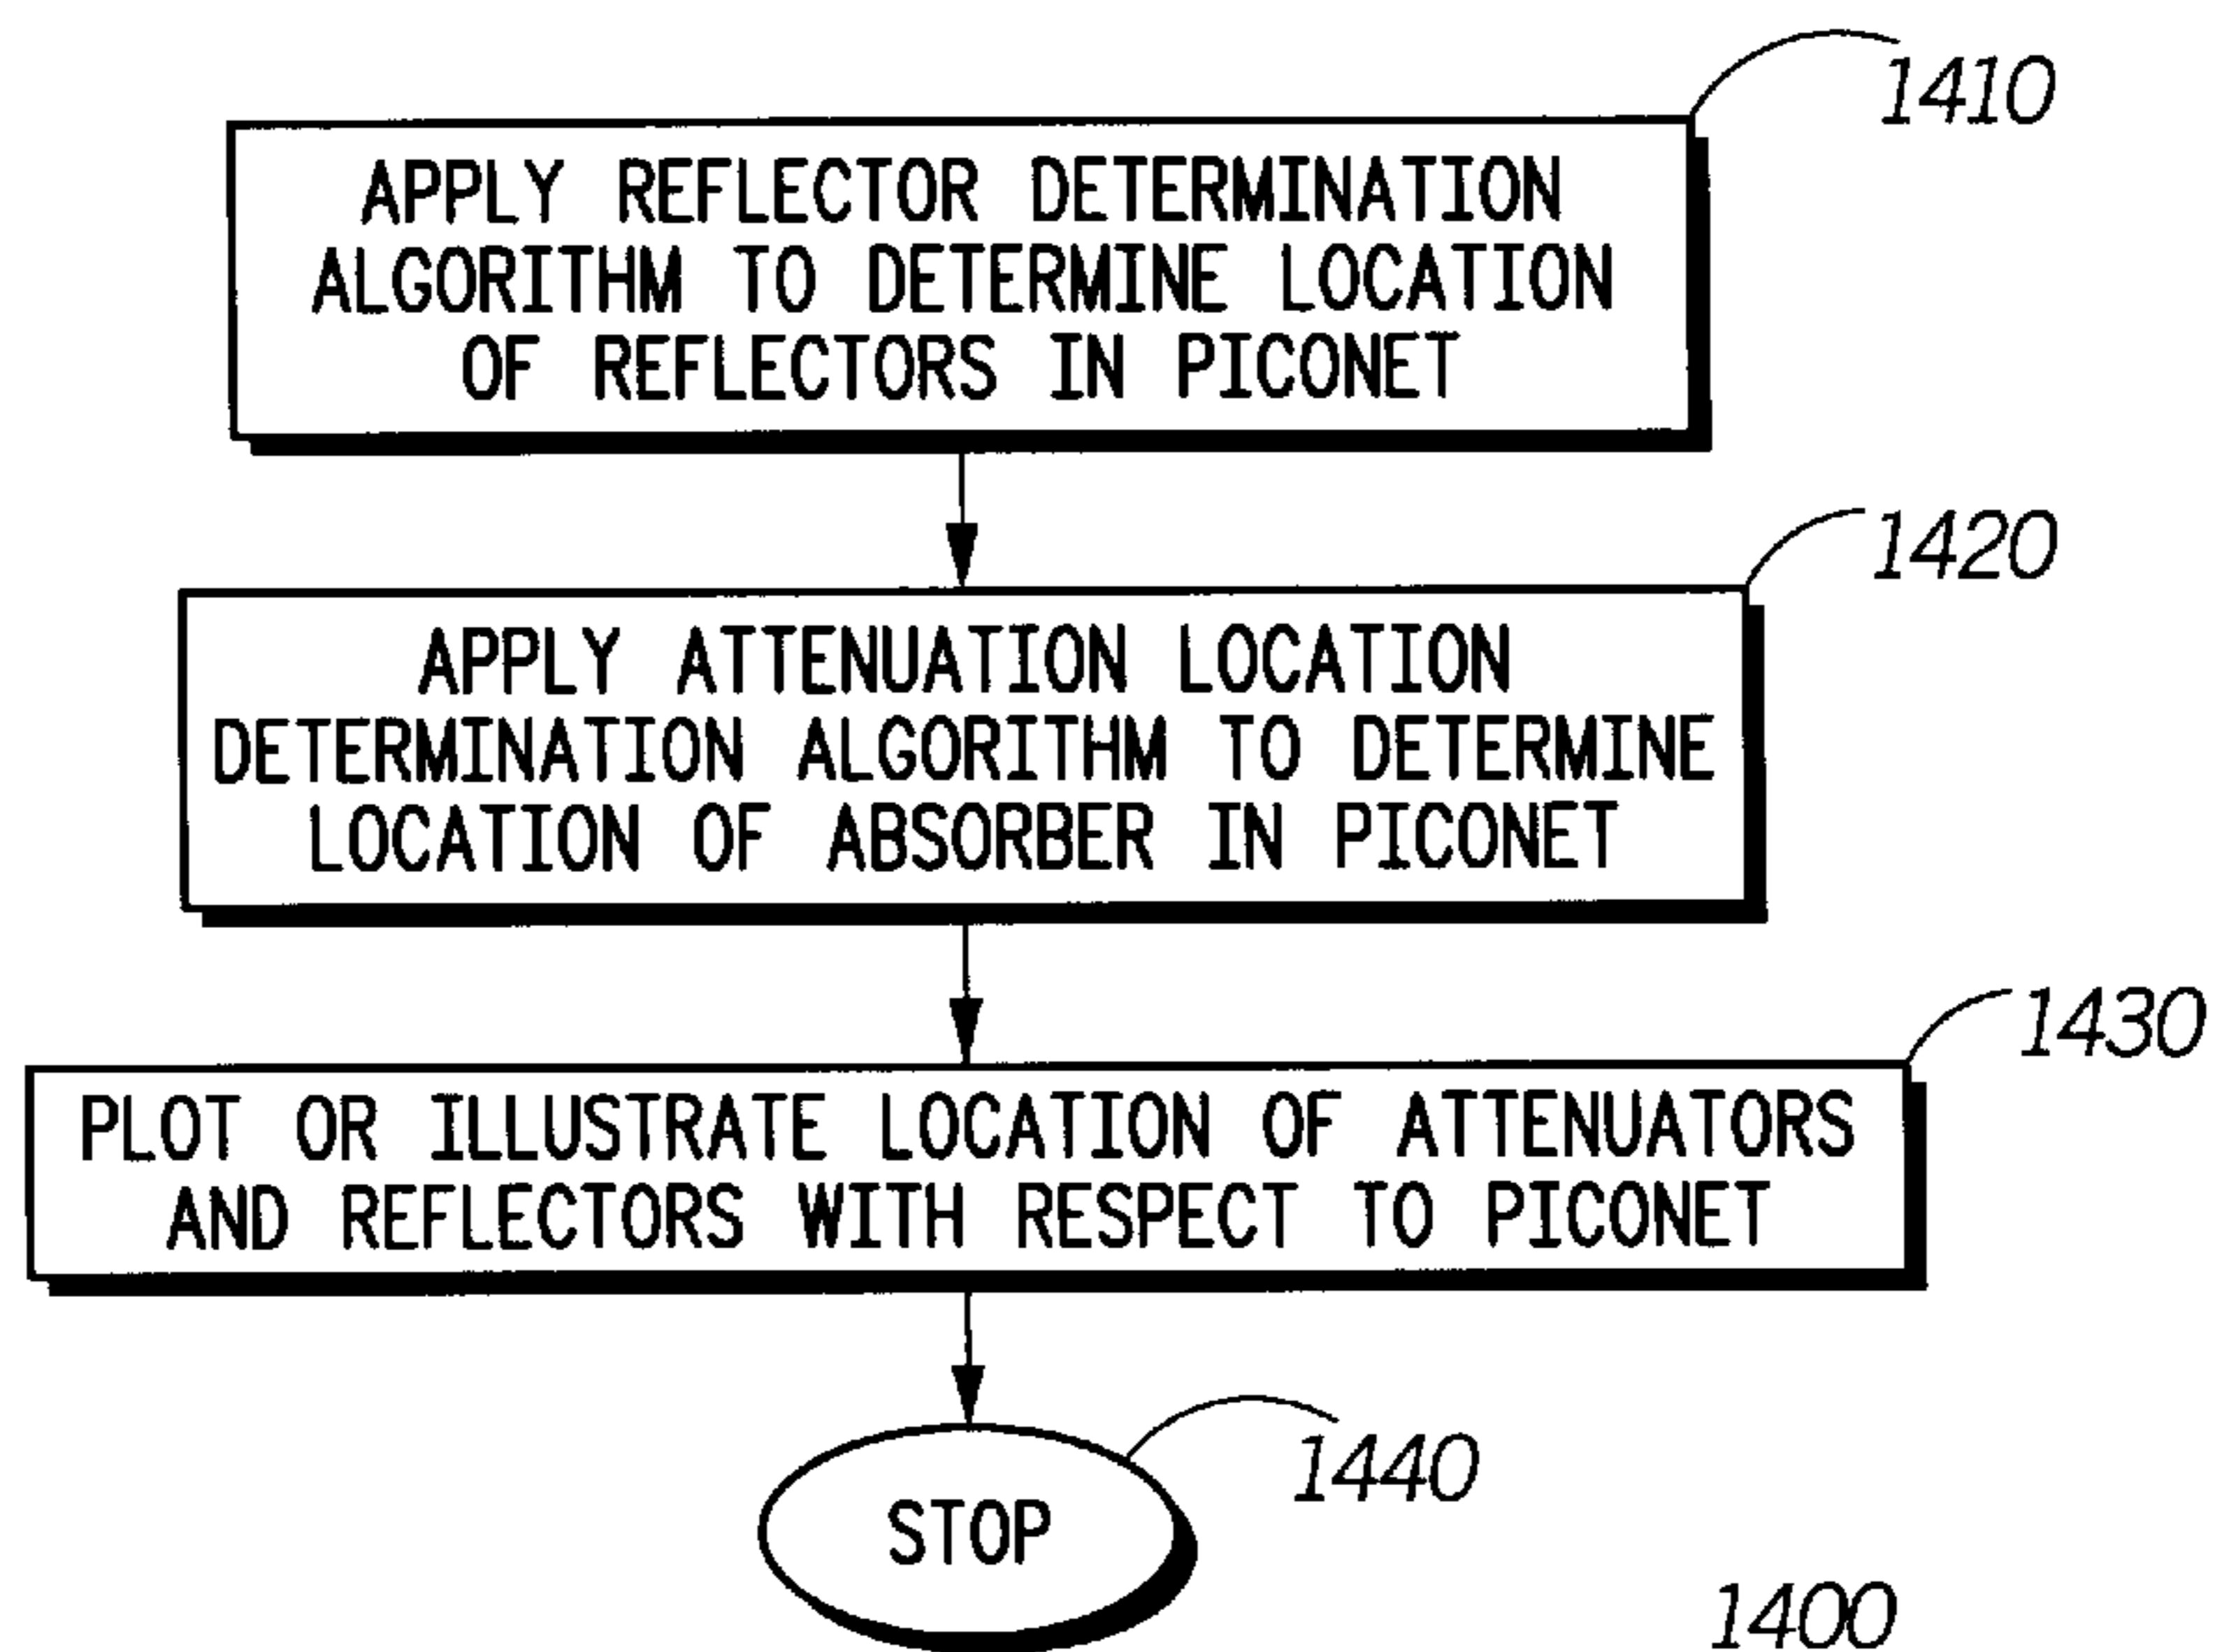 1410
APPLY REFLECTOR DETERMINATION
ALGORITHM TO DETERMINE LOCATION
OF REFLECTORS IN PICONET
1420
APPLY ATTENUATION LOCATION
DETERMINATION ALGORITHM TO DETERMINE
LOCATION OF ABSORBER IN PICONET
1430
PLOT OR ILLUSTRATE LOCATION OF ATTENUATORS
AND REFLECTORS WITH RESPECT TO PICONET
1440
STOP
1400